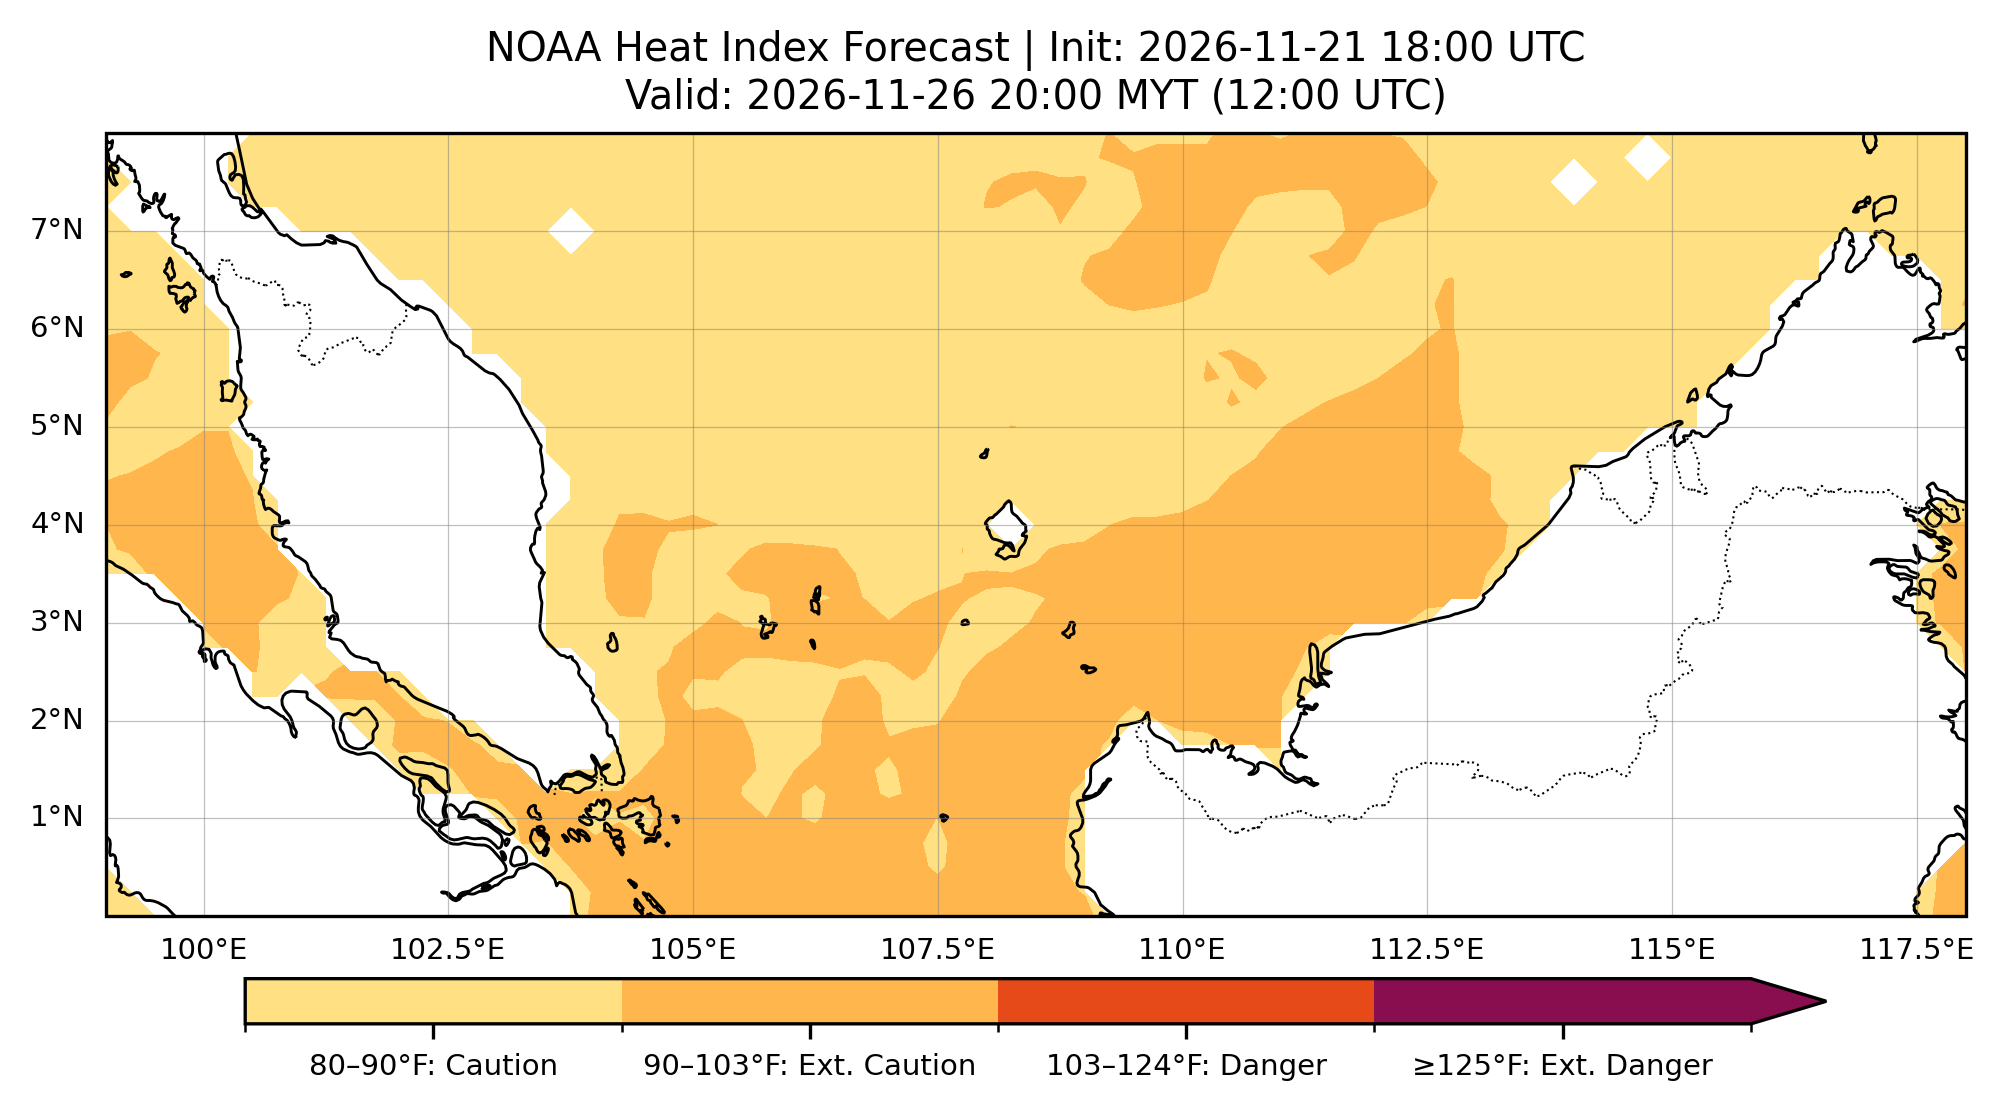 NOAA Heat Index Forecast | Init: 2026-11-21 18:00 UTC
Valid: 2026-11-26 20:00 MYT (12:00 UTC)
7°N
6°N
5°N
4°N
3°N
2°N
1°N
100°E 102.5°E 105°E 107.5°E 110°E 112.5°E 115°E 117.5°E
80–90°F: Caution 90–103°F: Ext. Caution 103–124°F: Danger ≥125°F: Ext. Danger